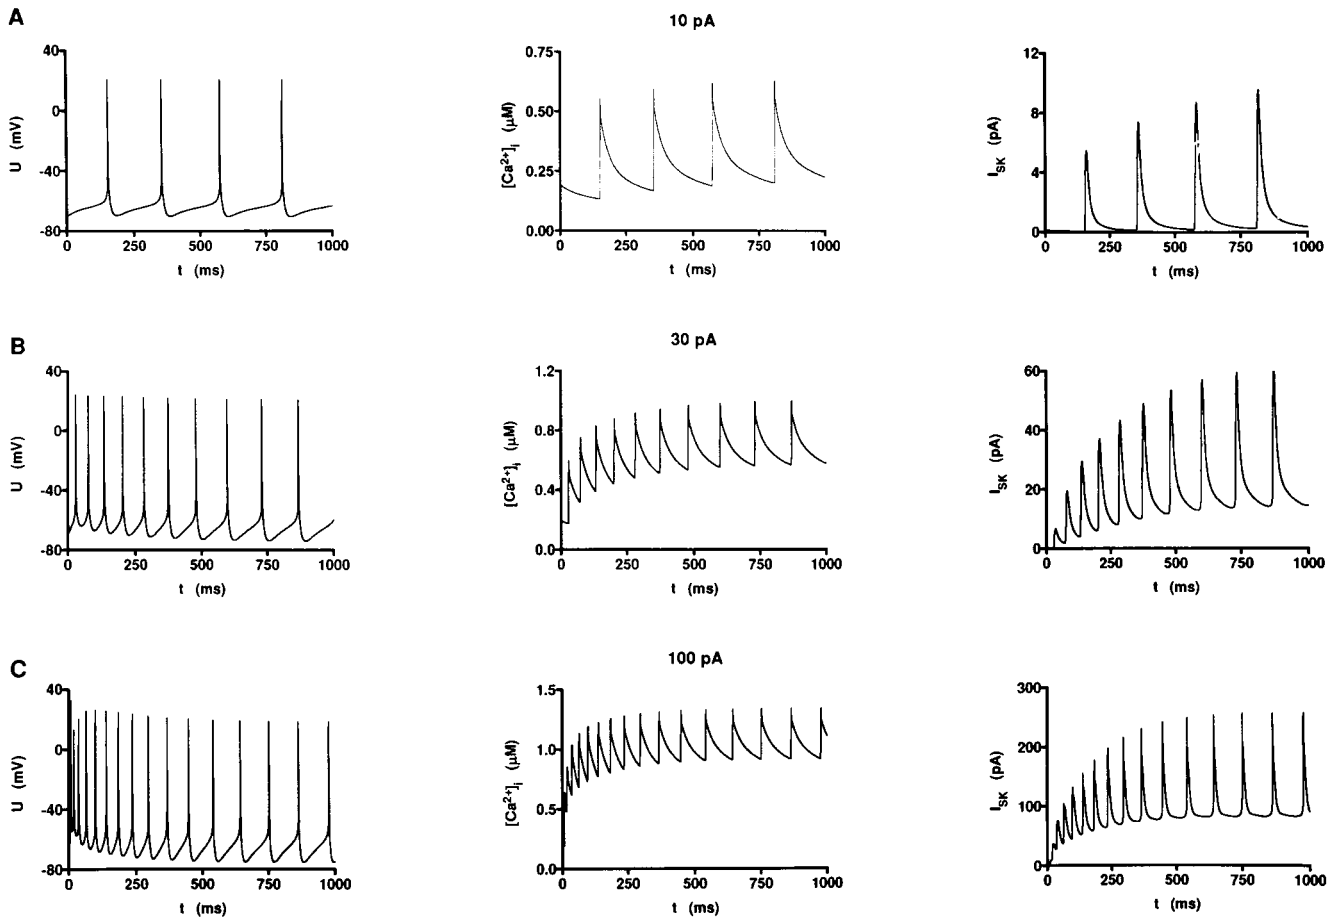 A
10 pA
40
0
-40
-80
U (mV)
0 250 500 750 1000
t (ms)
0.75
0.50
0.25
0.00
[Ca²⁺]ᵢ (μM)
0 250 500 750 1000
t (ms)
12
8
4
0
I_SK (pA)
0 250 500 750 1000
t (ms)
B
30 pA
40
0
-40
-80
U (mV)
0 250 500 750 1000
t (ms)
1.2
0.8
0.4
0.0
[Ca²⁺]ᵢ (μM)
0 250 500 750 1000
t (ms)
60
40
20
0
I_SK (pA)
0 250 500 750 1000
t (ms)
C
100 pA
40
0
-40
-80
U (mV)
0 250 500 750 1000
t (ms)
1.5
1.0
0.5
0.0
[Ca²⁺]ᵢ (μM)
0 250 500 750 1000
t (ms)
300
200
100
0
I_SK (pA)
0 250 500 750 1000
t (ms)